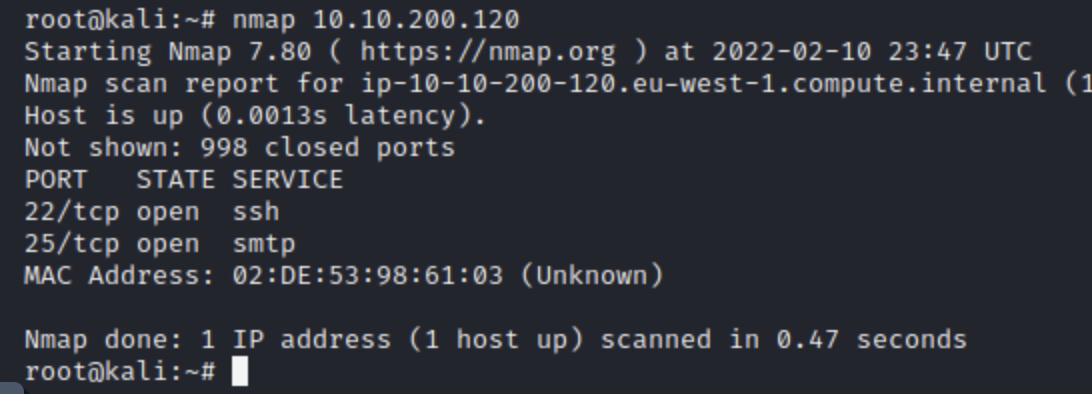 root@kali:~# nmap 10.10.200.120
Starting Nmap 7.80 ( https://nmap.org ) at 2022-02-10 23:47 UTC
Nmap scan report for ip-10-10-200-120.eu-west-1.compute.internal (1
Host is up (0.0013s latency).
Not shown: 998 closed ports
PORT   STATE SERVICE
22/tcp open  ssh
25/tcp open  smtp
MAC Address: 02:DE:53:98:61:03 (Unknown)

Nmap done: 1 IP address (1 host up) scanned in 0.47 seconds
root@kali:~#